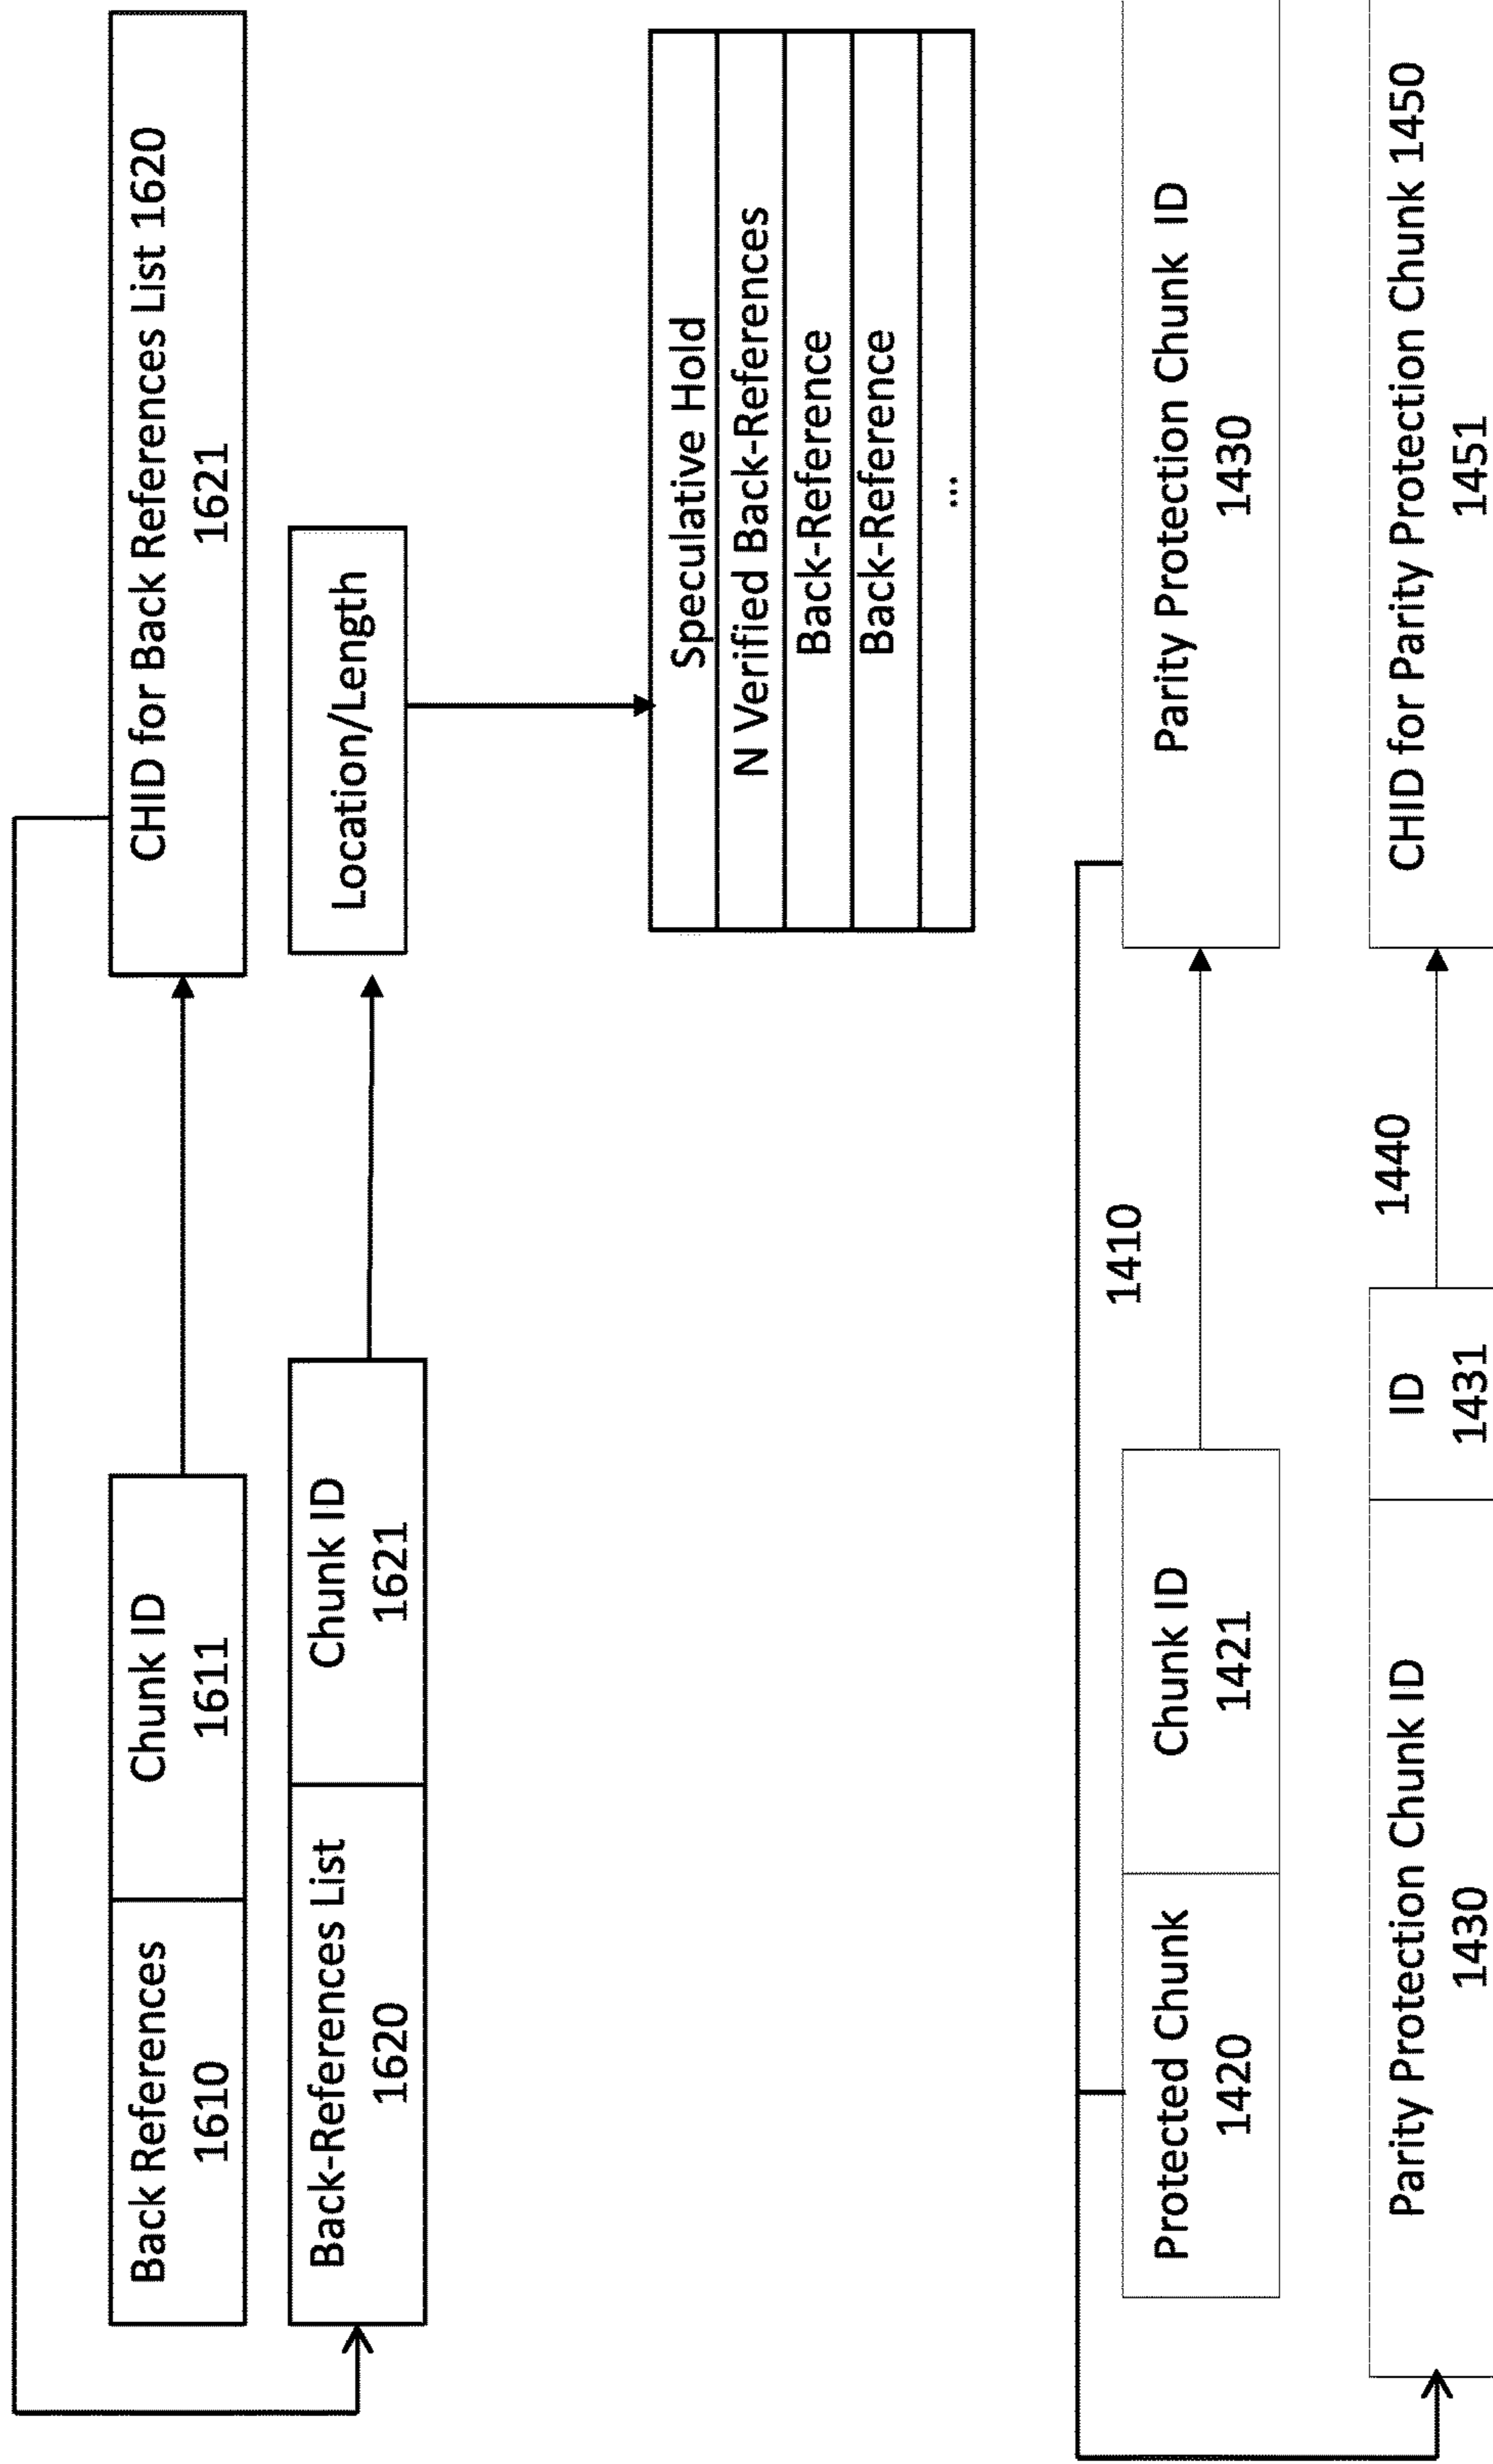 Back References
1610
Chunk ID
1611
CHID for Back References List 1620
1621
Back-References List
1620
Chunk ID
1621
Location/Length
Speculative Hold
N Verified Back-References
Back-Reference
Back-Reference
...
1410
Protected Chunk
1420
Chunk ID
1421
Parity Protection Chunk ID
1430
1440
Parity Protection Chunk ID
1430
ID
1431
CHID for Parity Protection Chunk 1450
1451